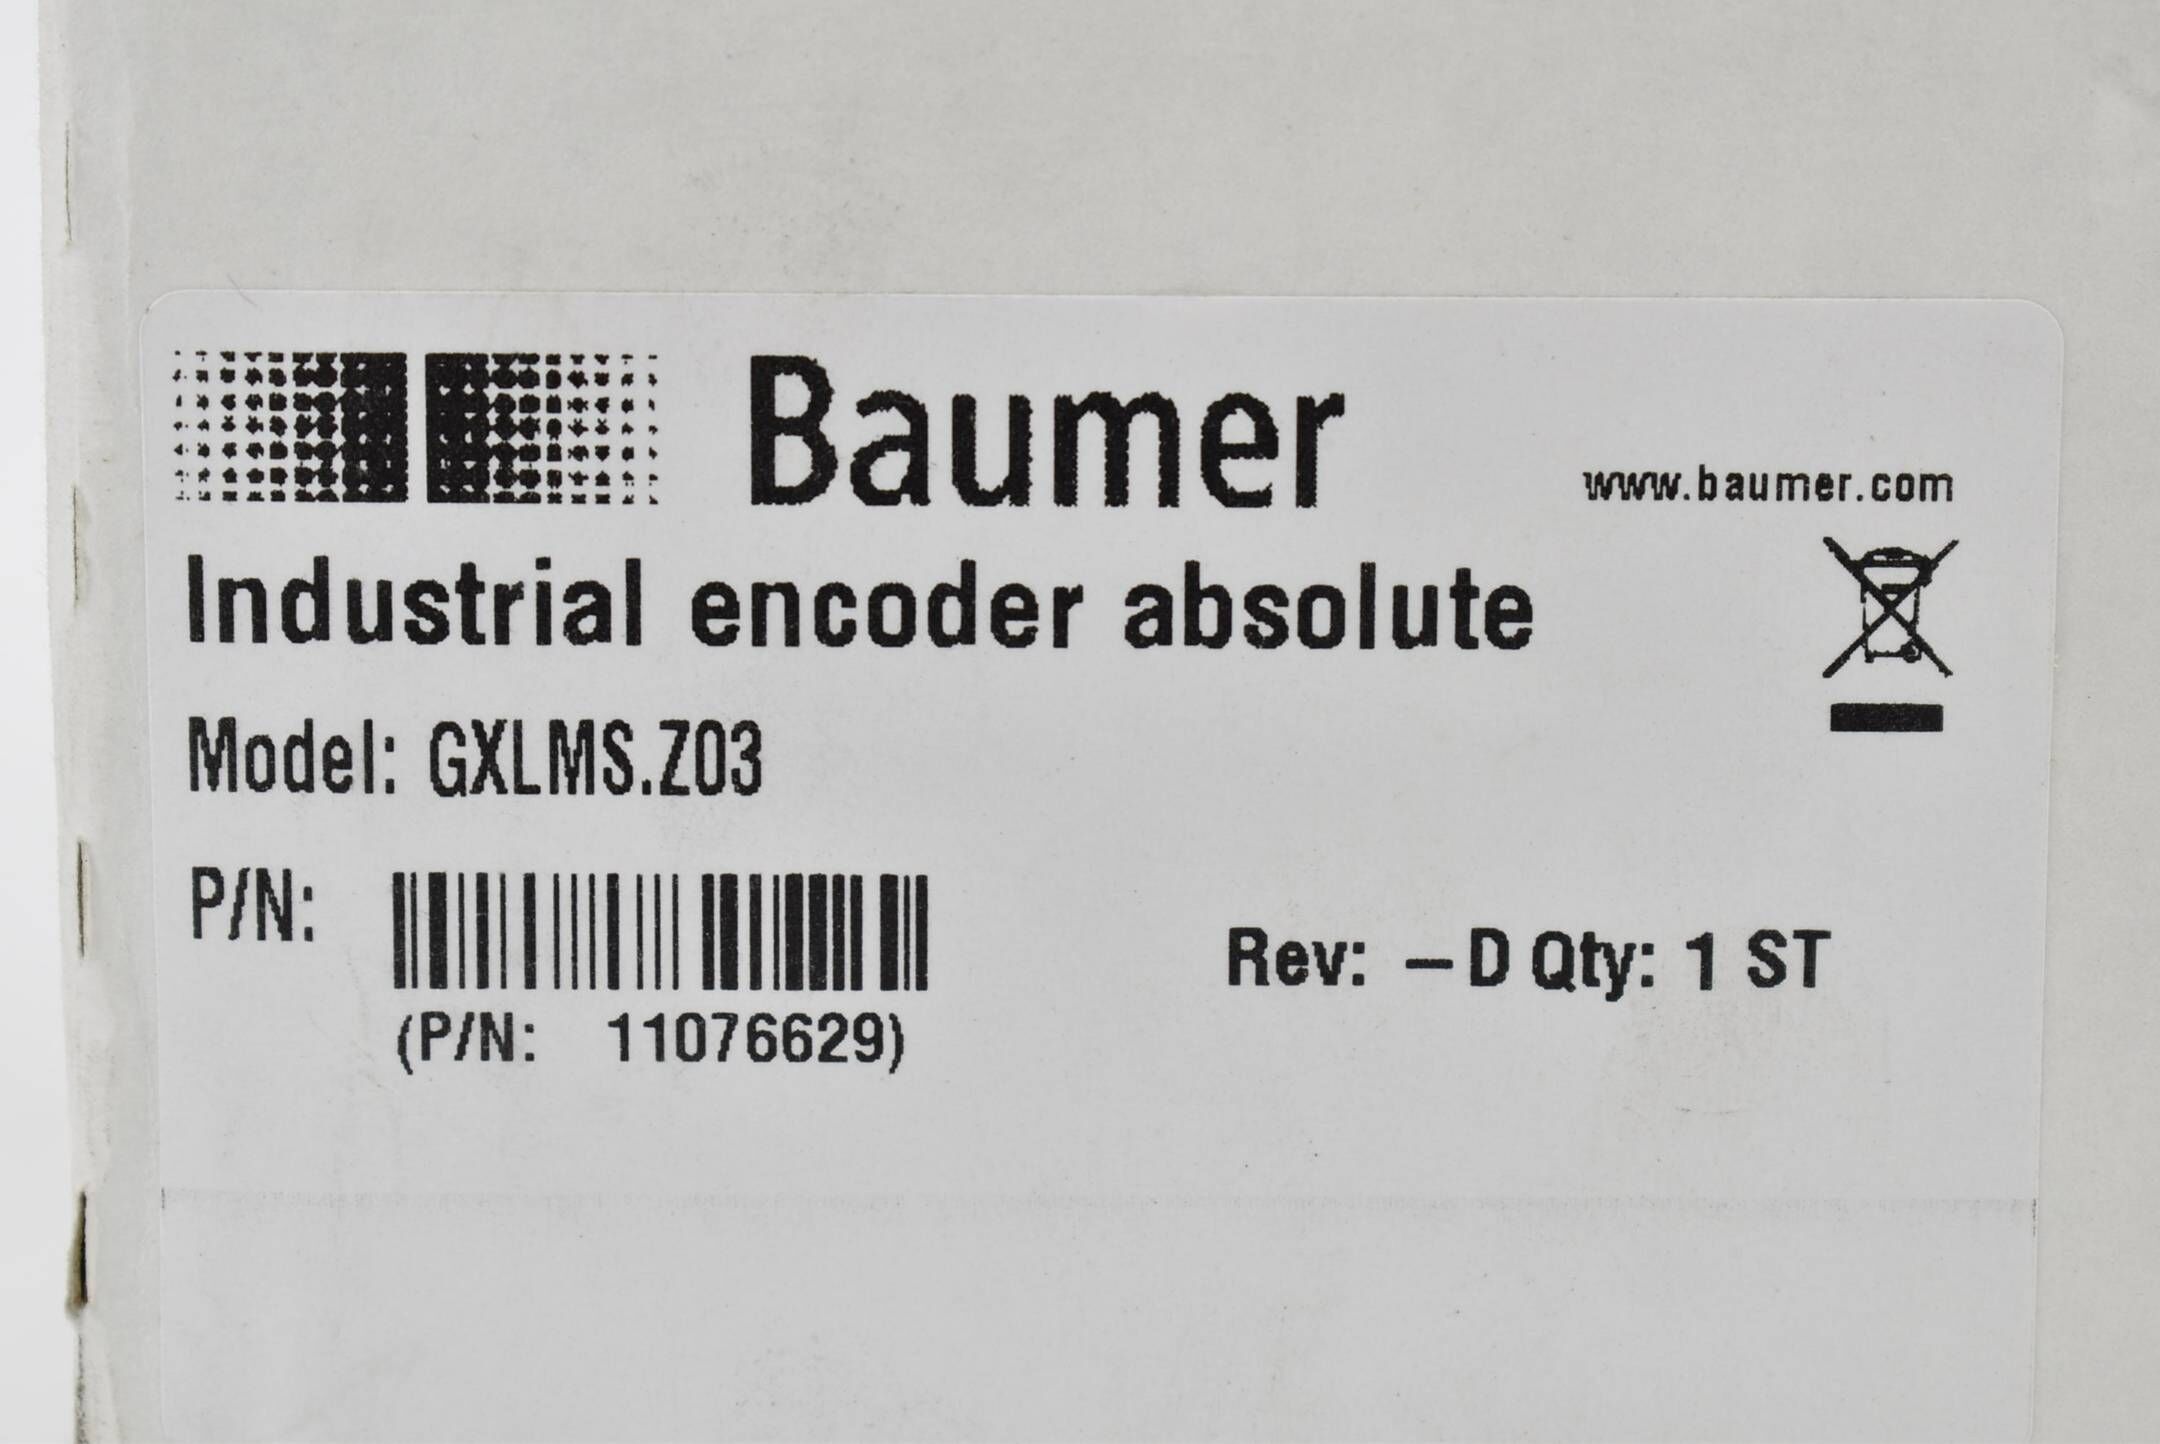 Baumer
www.baumer.com
Industrial encoder absolute
Model: GXLMS.Z03
P/N:
Rev: –D Qty: 1 ST
(P/N: 11076629)